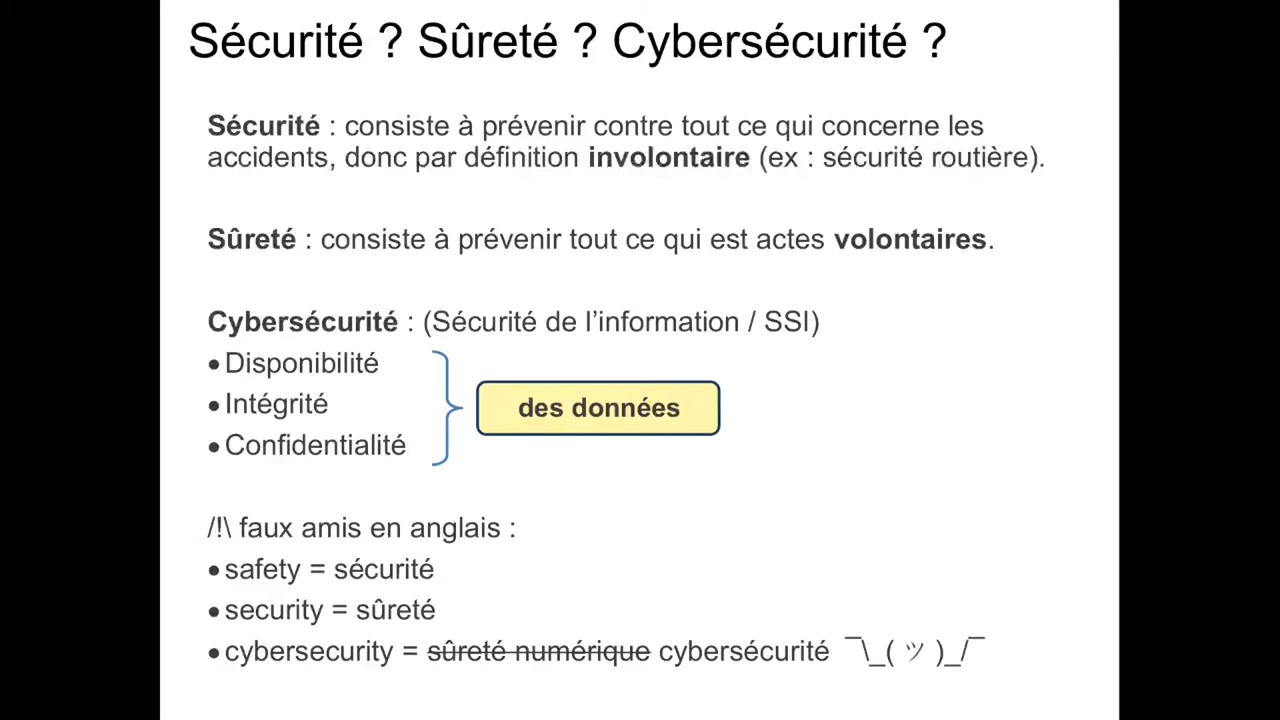 Sécurité ? Sûreté ? Cybersécurité ?
Sécurité : consiste à prévenir contre tout ce qui concerne les
accidents, donc par définition involontaire (ex : sécurité routière).
Sûreté : consiste à prévenir tout ce qui est actes volontaires.
Cybersécurité : (Sécurité de l’information / SSI)
• Disponibilité
• Intégrité
• Confidentialité
des données
/!\ faux amis en anglais :
• safety = sécurité
• security = sûreté
• cybersecurity = sûreté numérique cybersécurité ¯\_( ツ )_/¯